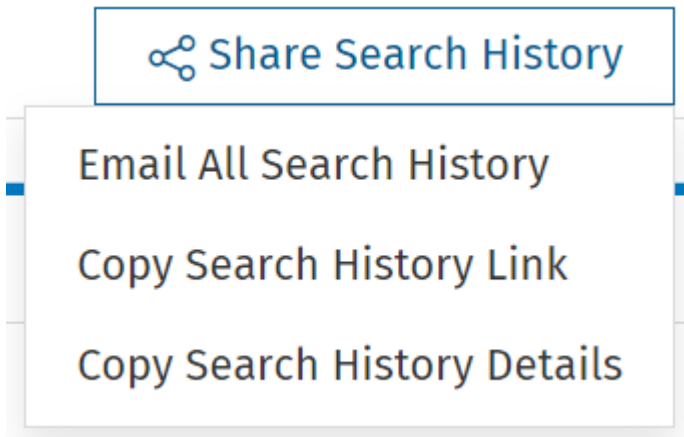 Share Search History
Email All Search History
Copy Search History Link
Copy Search History Details